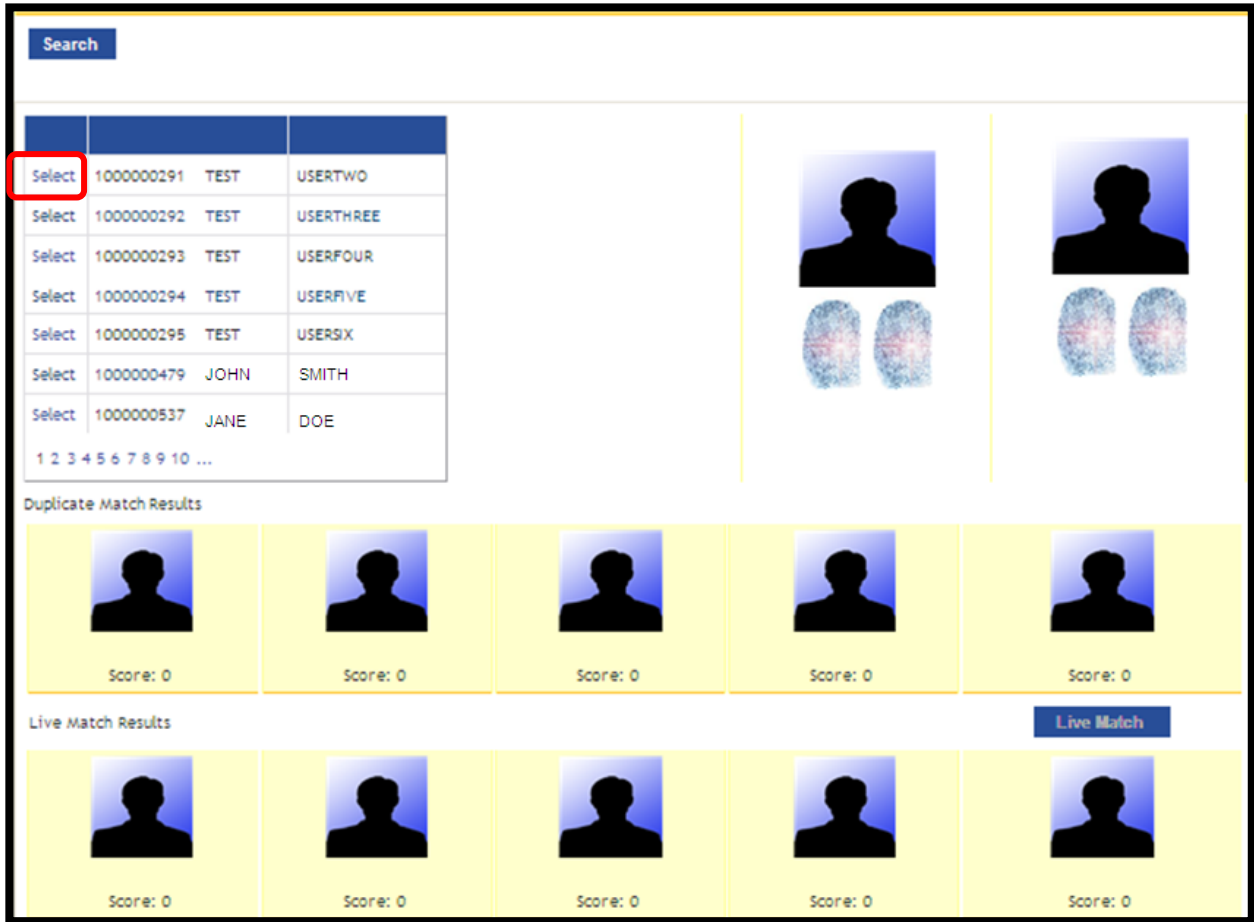 Search
Select 1000000291 TEST USERTWO
Select 1000000292 TEST USERTHREE
Select 1000000293 TEST USERFOUR
Select 1000000294 TEST USERFIVE
Select 1000000295 TEST USERSIX
Select 1000000479 JOHN SMITH
Select 1000000537 JANE DOE
1 2 3 4 5 6 7 8 9 10 ...
Duplicate Match Results
Score: 0 Score: 0 Score: 0 Score: 0 Score: 0
Live Match Results Live Match
Score: 0 Score: 0 Score: 0 Score: 0 Score: 0